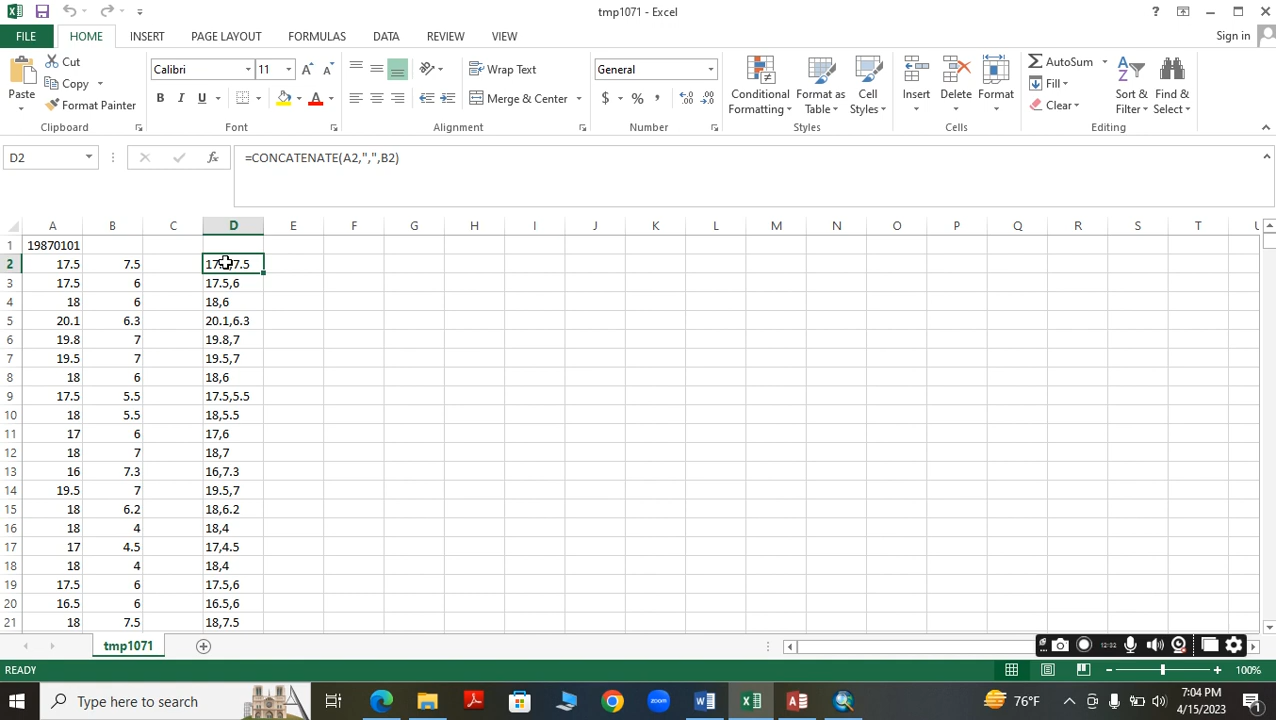 tmp1071 - Excel
?
FILE HOME INSERT PAGE LAYOUT FORMULAS DATA REVIEW VIEW Sign in
Paste Cut Copy Format Painter Clipboard
Calibri 11 B I U A Font
Wrap Text Merge & Center Alignment
General $ % , Number
Conditional Formatting Format as Table Cell Styles Styles
Insert Delete Format Cells
AutoSum Fill Clear Sort & Filter Find & Select Editing
D2 fx =CONCATENATE(A2,",",B2)
A B C D E F G H I J K L M N O P Q R S T U
1 19870101
2 17.5 7.5 7.5
3 17.5 6 17.5,6
4 18 6 18,6
5 20.1 6.3 20.1,6.3
6 19.8 7 19.8,7
7 19.5 7 19.5,7
8 18 6 18,6
9 17.5 5.5 17.5,5.5
10 18 5.5 18,5.5
11 17 6 17,6
12 18 7 18,7
13 16 7.3 16,7.3
14 19.5 7 19.5,7
15 18 6.2 18,6.2
16 18 4 18,4
17 17 4.5 17,4.5
18 18 4 18,4
19 17.5 6 17.5,6
20 16.5 6 16.5,6
21 18 7.5 18,7.5
tmp1071
READY 100%
Type here to search zoom 76°F 7:04 PM
4/15/2023